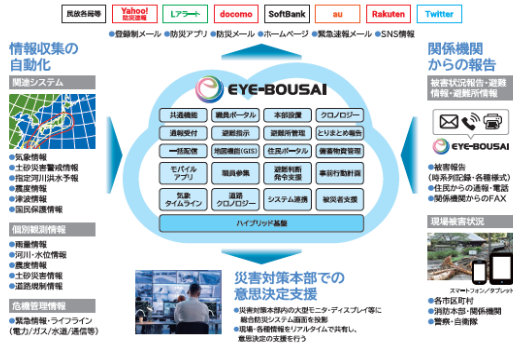 民放各局等
Yahoo!
防災速報
Lアラート
docomo
SoftBank
au
Rakuten
Twitter
●登録制メール ●防災アプリ ●防災メール ●ホームページ ●緊急速報メール ●SNS情報
情報収集の
自動化
関連システム
●気象情報
●土砂災害警戒情報
●指定河川洪水予報
●震度情報
●津波情報
●国民保護情報
個別観測情報
●雨量情報
●河川・水位情報
●震度情報
●土砂災害情報
●道路規制情報
危機管理情報
●緊急情報・ライフライン
(電力/ガス/水道/通信等)
EYE-BOUSAI
共通機能
職員ポータル
本部設置
クロノロジー
通報受付
避難指示
避難所管理
とりまとめ報告
一括配信
地図機能(GIS)
住民ポータル
備蓄物資管理
モバイル
アプリ
職員参集
避難判断
発令支援
事前行動計画
気象
タイムライン
道路
クロノロジー
システム連携
被災者支援
ハイブリッド基盤
災害対策本部での
意思決定支援
●災害対策本部内の大型モニタ・ディスプレイ等に
総合防災システム画面を投影
●現場・各種情報をリアルタイムで共有し、
意思決定の支援を行う
関係機関
からの報告
被害状況報告・避難
情報・避難所情報
EYE-BOUSAI
●被害報告
(時系列記録・各種様式)
●住民からの通報・電話
●関係機関からのFAX
現場被害状況
スマートフォン/タブレット
●各市区町村
●消防本部・関係機関
●警察・自衛隊